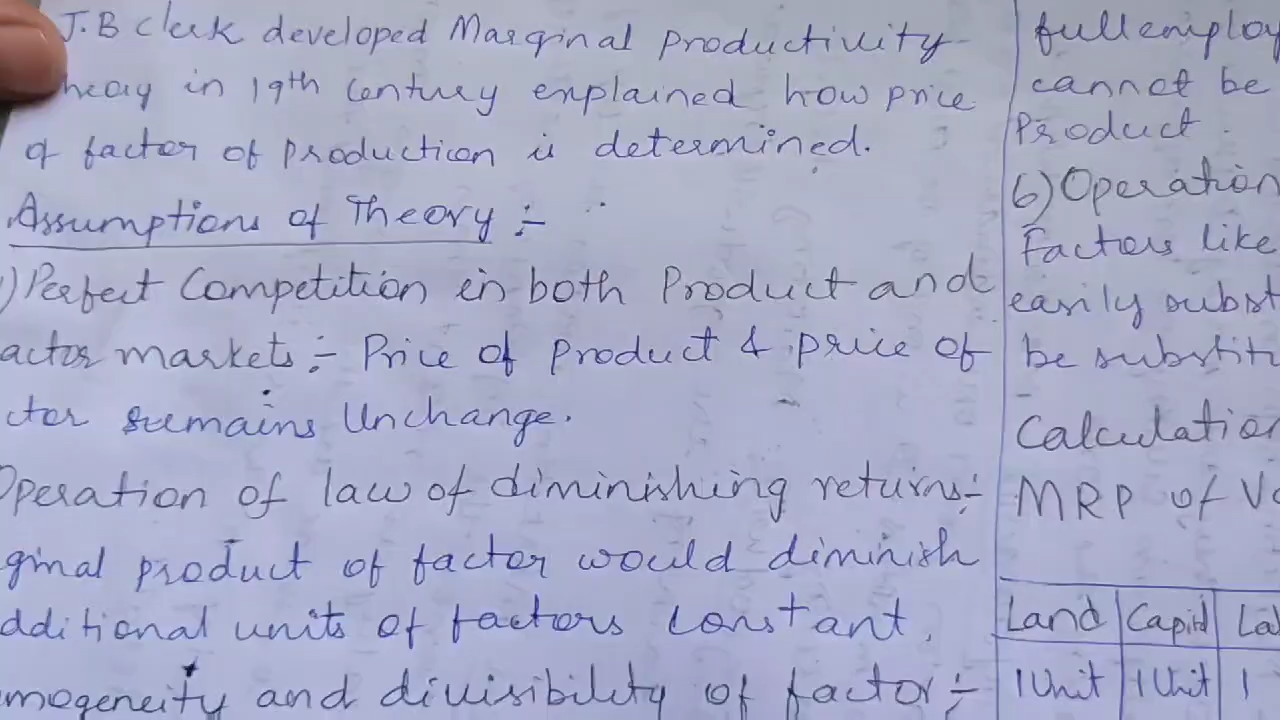 J.B Clerk developed Marginal Productivity
heory in 19th Century explained how price
of factor of production is determined.
Assumptions of Theory :-
)Perfect Competition in both Product and
actor markets :- Price of Product & price of
ctor remains Unchange.
Operation of law of diminishing returns:-
ginal product of factor would diminish
dditional units of factors constant.
mogeneity and divisibility of factor :-
full employ
cannot be
Product.
6) Operation
Factors like
easily subst
be substit
Calculation
MRP of V
Land Capitl La
1 Unit 1 Unit 1